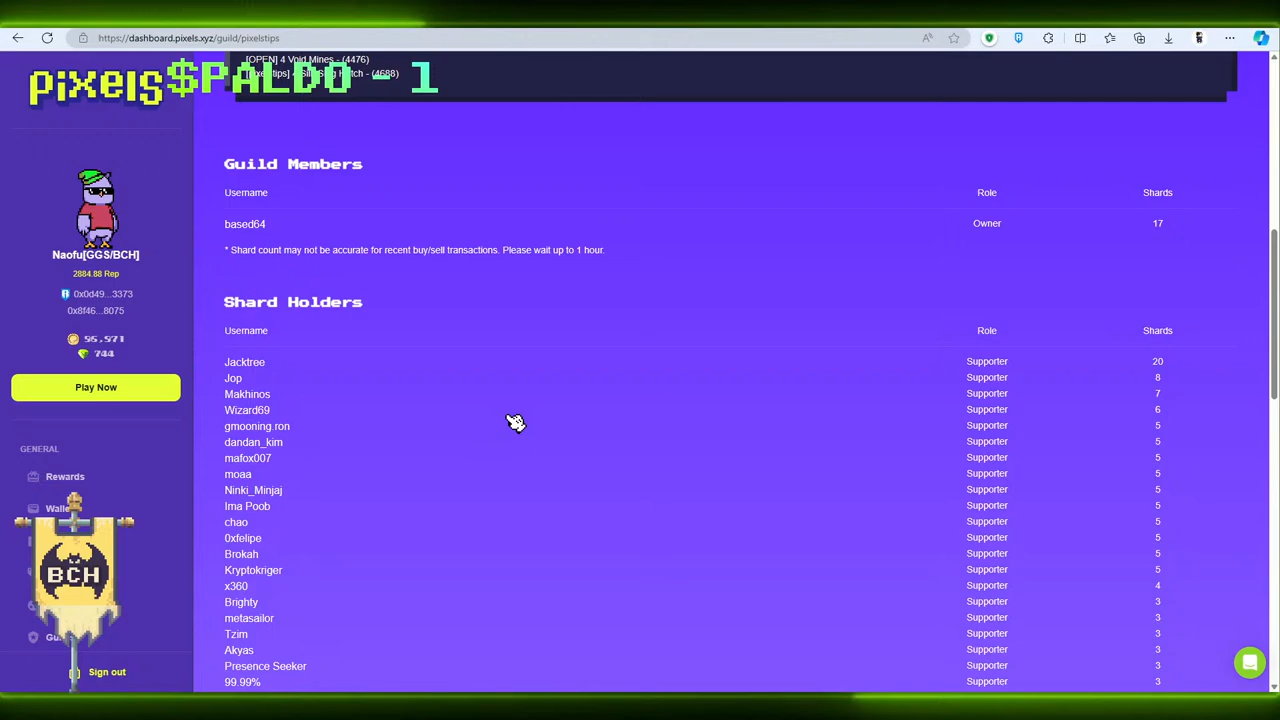 https://dashboard.pixels.xyz/guild/pixelstips
[OPEN] 4 Void Mines - (4476)
(4688)
pixels $PALDO - 1
Guild Members
Username Role Shards
based64 Owner 17
* Shard count may not be accurate for recent buy/sell transactions. Please wait up to 1 hour.
Naofu[GGS/BCH]
2884.88 Rep
0x0d49...3373
0x8f46...8075
56,971
744
Play Now
GENERAL
Rewards
BCH
Sign out
Shard Holders
Username Role Shards
Jacktree Supporter 20
Jop Supporter 8
Makhinos Supporter 7
Wizard69 Supporter 6
gmooning.ron Supporter 5
dandan_kim Supporter 5
mafox007 Supporter 5
moaa Supporter 5
Ninki_Minjaj Supporter 5
Ima Poob Supporter 5
chao Supporter 5
0xfelipe Supporter 5
Brokah Supporter 5
Kryptokriger Supporter 5
x360 Supporter 4
Brighty Supporter 3
metasailor Supporter 3
Tzim Supporter 3
Akyas Supporter 3
Presence Seeker Supporter 3
99.99% Supporter 3